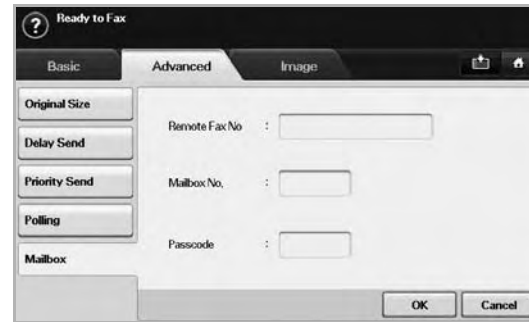 ? Ready to Fax
Basic Advanced Image
Original Size
Delay Send
Priority Send
Polling
Mailbox
Remote Fax No :
Mailbox No. :
Passcode :
OK Cancel